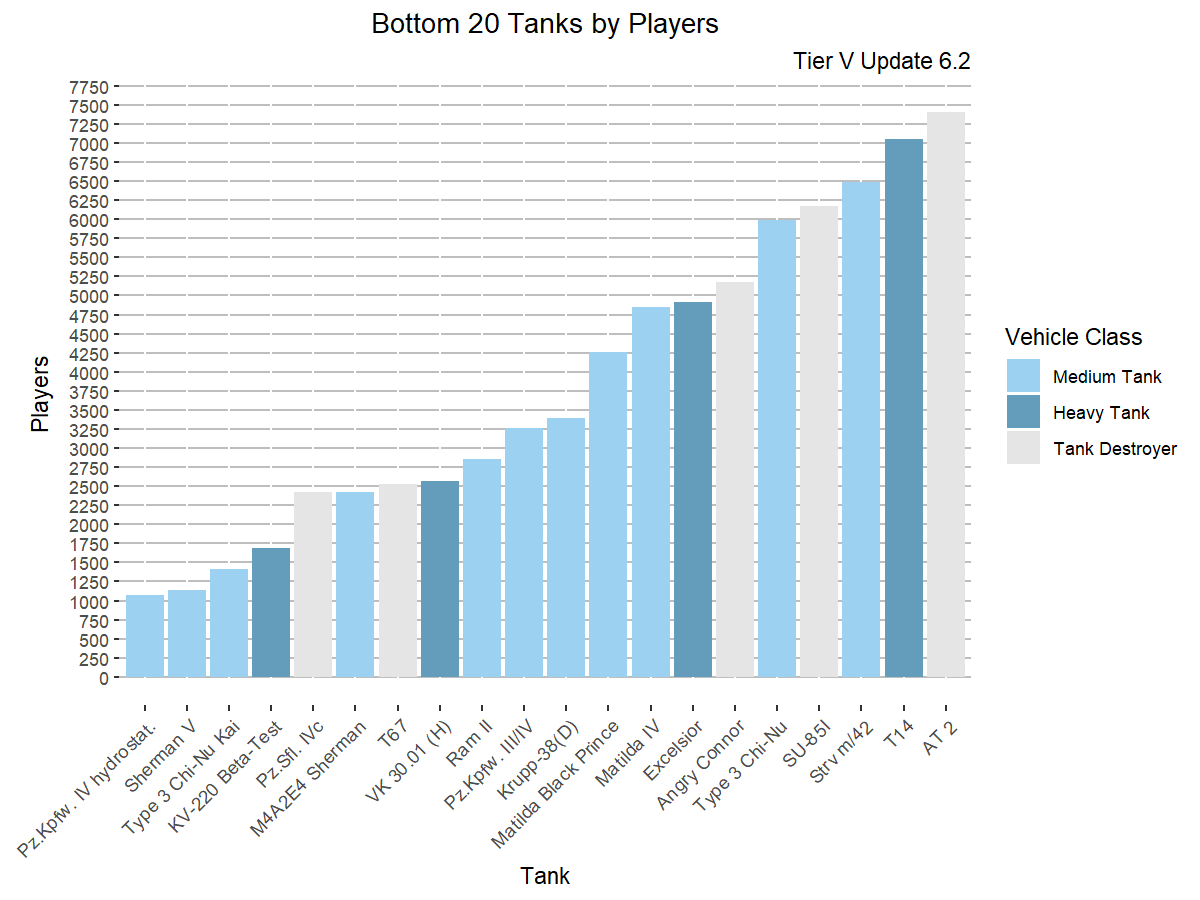 Bottom 20 Tanks by Players
Tier V Update 6.2
7750
7500
7250
7000
6750
6500
6250
6000
5750
5500
5250
5000
4750
4500
4250
4000
3750
3500
3250
3000
2750
2500
2250
2000
1750
1500
1250
1000
750
500
250
0
Players
Pz.Kpfw. IV hydrostat.
Sherman V
Type 3 Chi-Nu Kai
KV-220 Beta-Test
Pz.Sfl. IVc
M4A2E4 Sherman
T67
VK 30.01 (H)
Ram II
Pz.Kpfw. III/IV
Krupp-38(D)
Matilda Black Prince
Matilda IV
Excelsior
Angry Connor
Type 3 Chi-Nu
SU-85I
Strv m/42
T14
AT 2
Tank
Vehicle Class
Medium Tank
Heavy Tank
Tank Destroyer